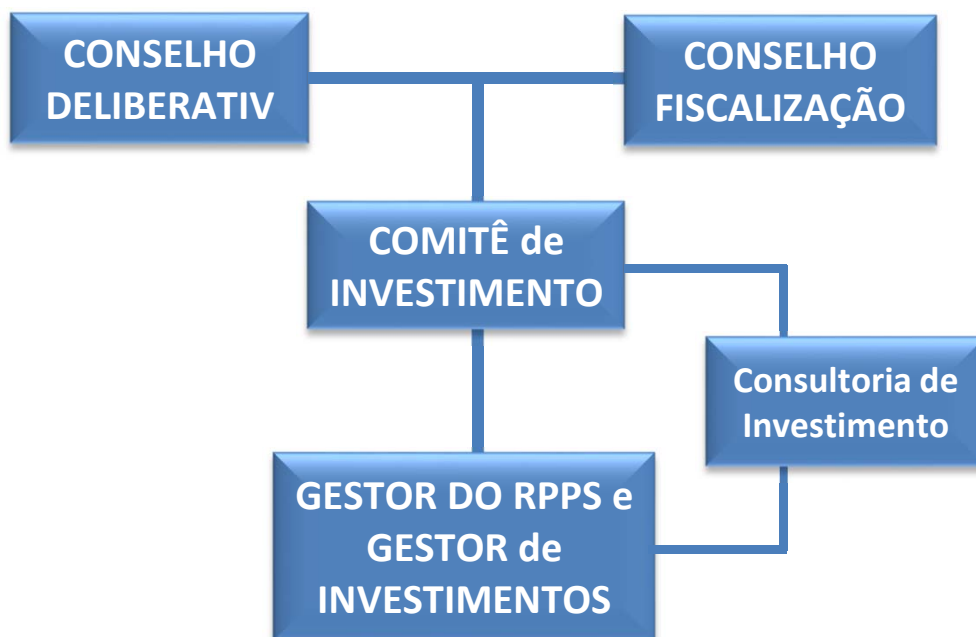 CONSELHO
DELIBERATIV
CONSELHO
FISCALIZAÇÃO
COMITÊ de
INVESTIMENTO
Consultoria de
Investimento
GESTOR DO RPPS e
GESTOR de
INVESTIMENTOS